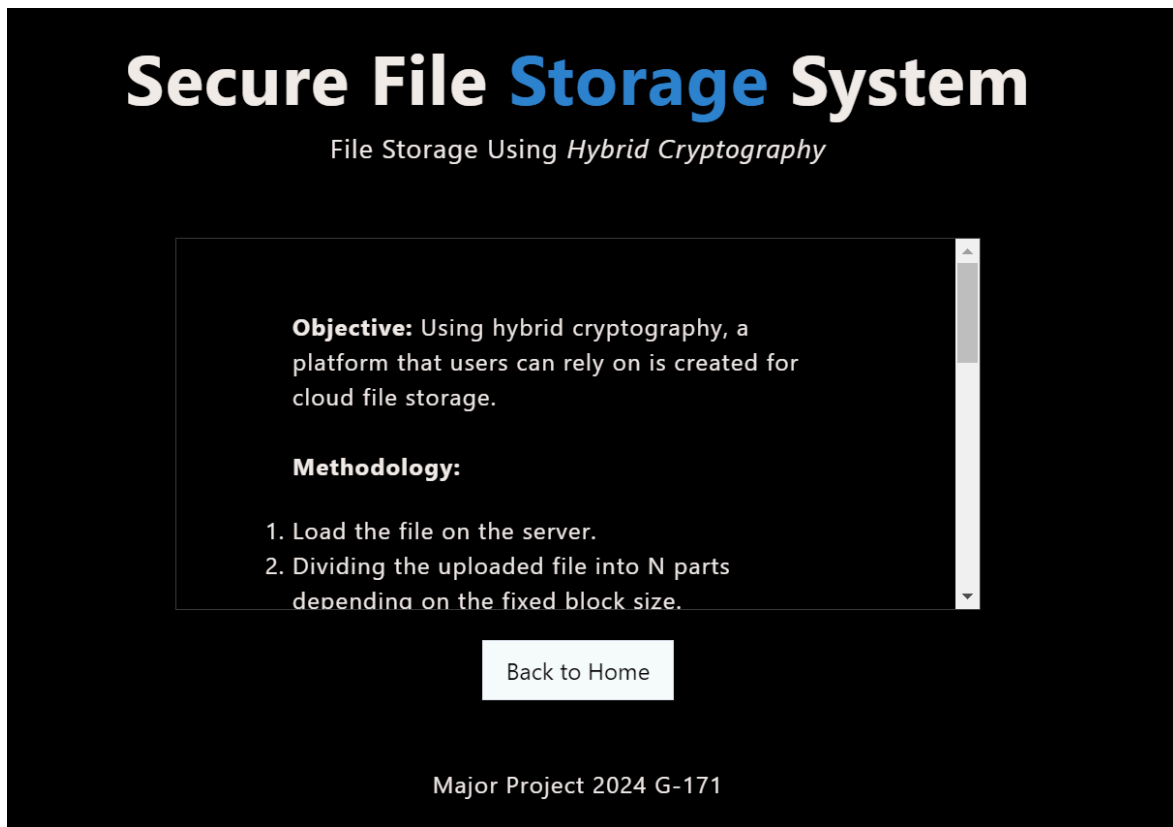 Secure File Storage System
File Storage Using Hybrid Cryptography
Objective: Using hybrid cryptography, a
platform that users can rely on is created for
cloud file storage.
Methodology:
1. Load the file on the server.
2. Dividing the uploaded file into N parts
depending on the fixed block size.
Back to Home
Major Project 2024 G-171